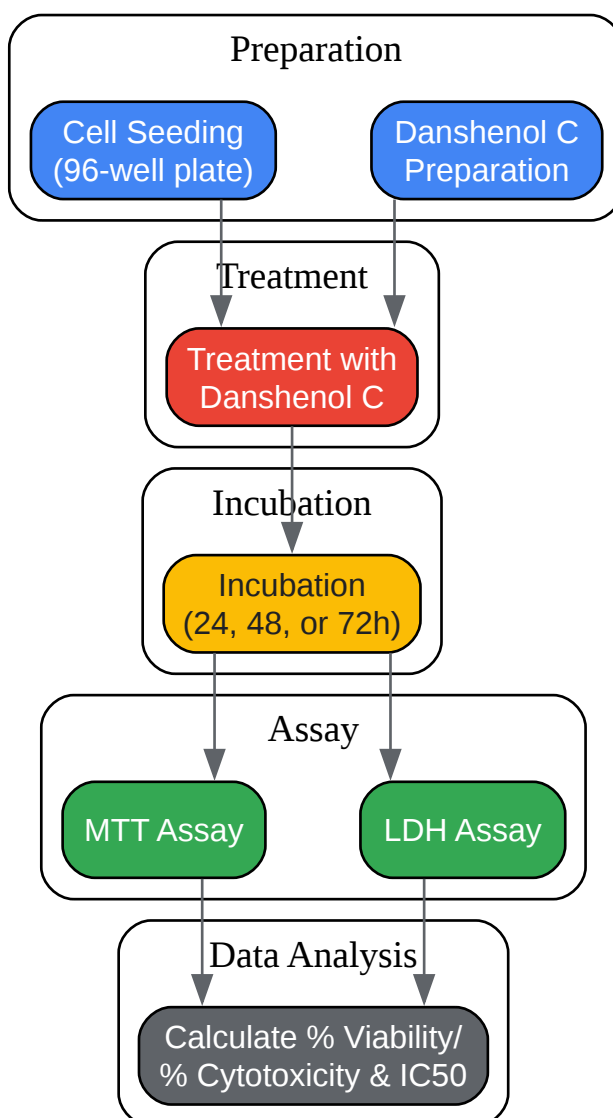 Preparation
Cell Seeding
(96-well plate)
Danshenol C
Preparation
Treatment
Treatment with
Danshenol C
Incubation
Incubation
(24, 48, or 72h)
Assay
MTT Assay
LDH Assay
Data Analysis
Calculate % Viability/
% Cytotoxicity & IC50